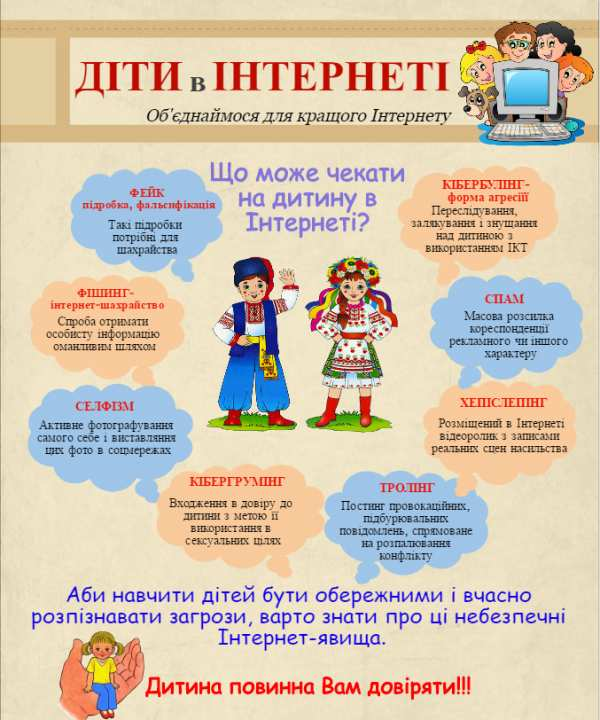 ДІТИ в ІНТЕРНЕТІ
Об'єднаймося для кращого Інтернету
Що може чекати
на дитину в
Інтернеті?
ФЕЙК
підробка, фальсифікація
Такі підробки
потрібні для
шахрайства
КІБЕРБУЛІНГ-
форма агресіії
Переслідування,
залякування і знущання
над дитиною з
використанням ІКТ
ФІШИНГ-
інтернет-шахрайство
Спроба отримати
особисту інформацію
оманливим шляхом
СПАМ
Масова розсилка
кореспонденції
рекламного чи іншого
характеру
СЕЛФІЗМ
Активне фотографування
самого себе і виставляння
цих фото в соцмережах
ХЕПІСЛЕПІНГ
Розміщений в Інтернеті
відеоролик з записами
реальних сцен насильства
КІБЕРГРУМІНГ
Входження в довіру до
дитини з метою її
використання в
сексуальних цілях
ТРОЛІНГ
Постинг провокаційних,
підбурювальних
повідомлень, спрямоване
на розпалювання
конфлікту
Аби навчити дітей бути обережними і вчасно
розпізнавати загрози, варто знати про ці небезпечні
Інтернет-явища.
Дитина повинна Вам довіряти!!!